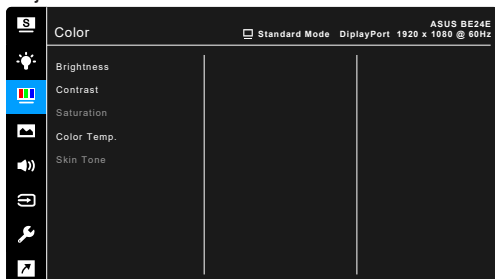 S
Color
Standard Mode DiplayPort 1920 x 1080 @ 60Hz
ASUS BE24E
Brightness
Contrast
Saturation
Color Temp.
Skin Tone